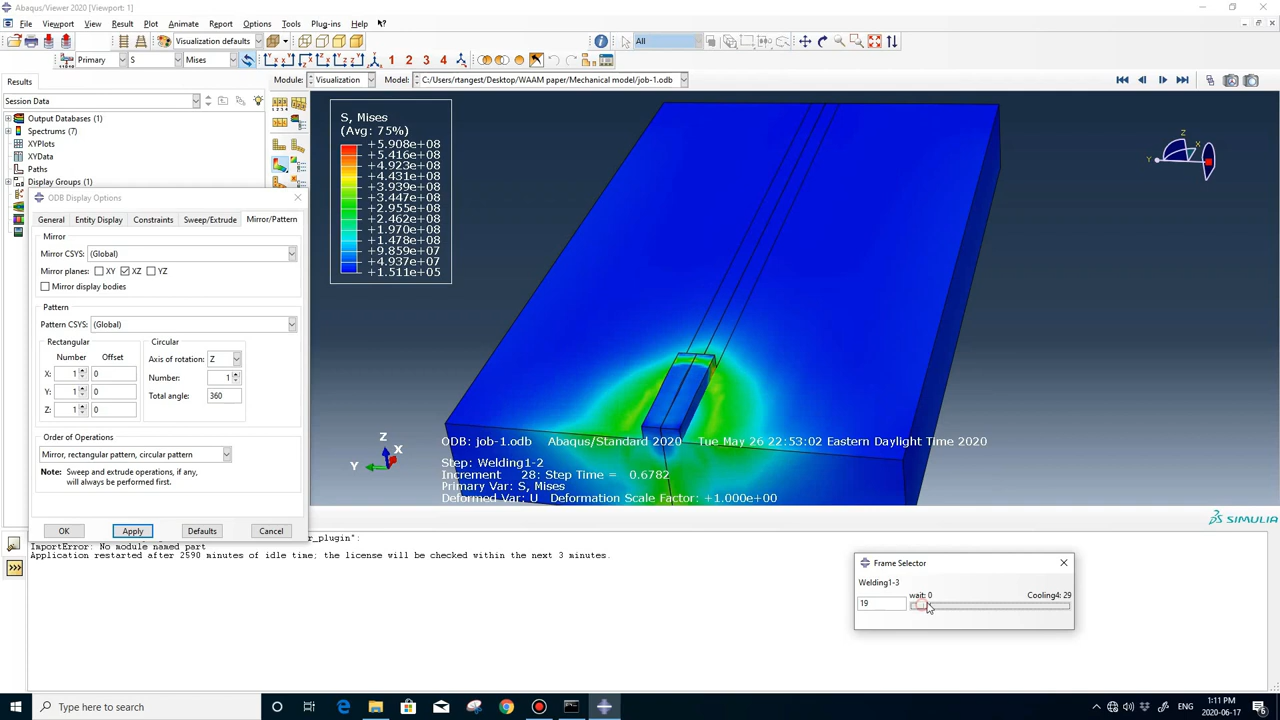 Abaqus/Viewer 2020 - [Viewport: 1]
File Viewport View Result Plot Animate Report Options Tools Plug-ins Help
Visualization defaults
All
Primary S Mises
1 2 3 4
Results
Module: Visualization Model: C:/Users/rtangest/Desktop/WAAM paper/Mechanical model/job-1.odb
Session Data
Output Databases (1)
Spectrums (7)
XYPlots
XYData
Paths
Display Groups (1)
ODB Display Options
General Entity Display Constraints Sweep/Extrude Mirror/Pattern
Mirror
Mirror CSYS: (Global)
Mirror planes: XY XZ YZ
Mirror display bodies
Pattern
Pattern CSYS: (Global)
Rectangular
Number Offset
X: 1 0
Y: 1 0
Z: 1 0
Circular
Axis of rotation: Z
Number: 1
Total angle: 360
Order of Operations
Mirror, rectangular pattern, circular pattern
Note: Sweep and extrude operations, if any,
will always be performed first.
OK Apply Defaults Cancel
S, Mises
(Avg: 75%)
+5.908e+08
+5.416e+08
+4.923e+08
+4.431e+08
+3.939e+08
+3.447e+08
+2.955e+08
+2.462e+08
+1.970e+08
+1.478e+08
+9.859e+07
+4.937e+07
+1.511e+05
Z
X
Y
Z
X
Y
ODB: job-1.odb Abaqus/Standard 2020 Tue May 26 22:53:02 Eastern Daylight Time 2020
Step: Welding1-2
Increment 28: Step Time = 0.6782
Primary Var: S, Mises
Deformed Var: U Deformation Scale Factor: +1.000e+00
SIMULIA
r_plugin":
ImportError: No module named part
Application restarted after 2590 minutes of idle time; the license will be checked within the next 3 minutes.
>>>
Frame Selector
Welding1-3
wait: 0 Cooling4: 29
19
Type here to search
ENG
1:11 PM
2020-06-17